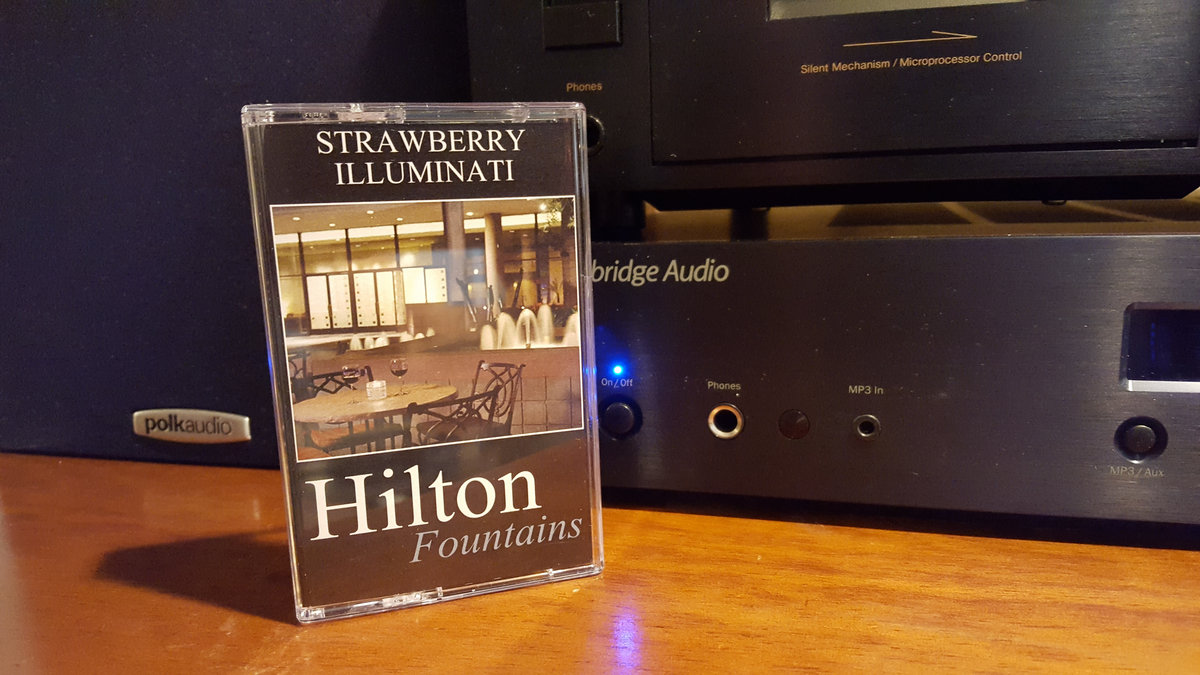 STRAWBERRY
ILLUMINATI
Hilton
Fountains
polkaudio
Phones
Silent Mechanism / Microprocessor Control
bridge Audio
On / Off
Phones
MP3 In
MP3 / Aux